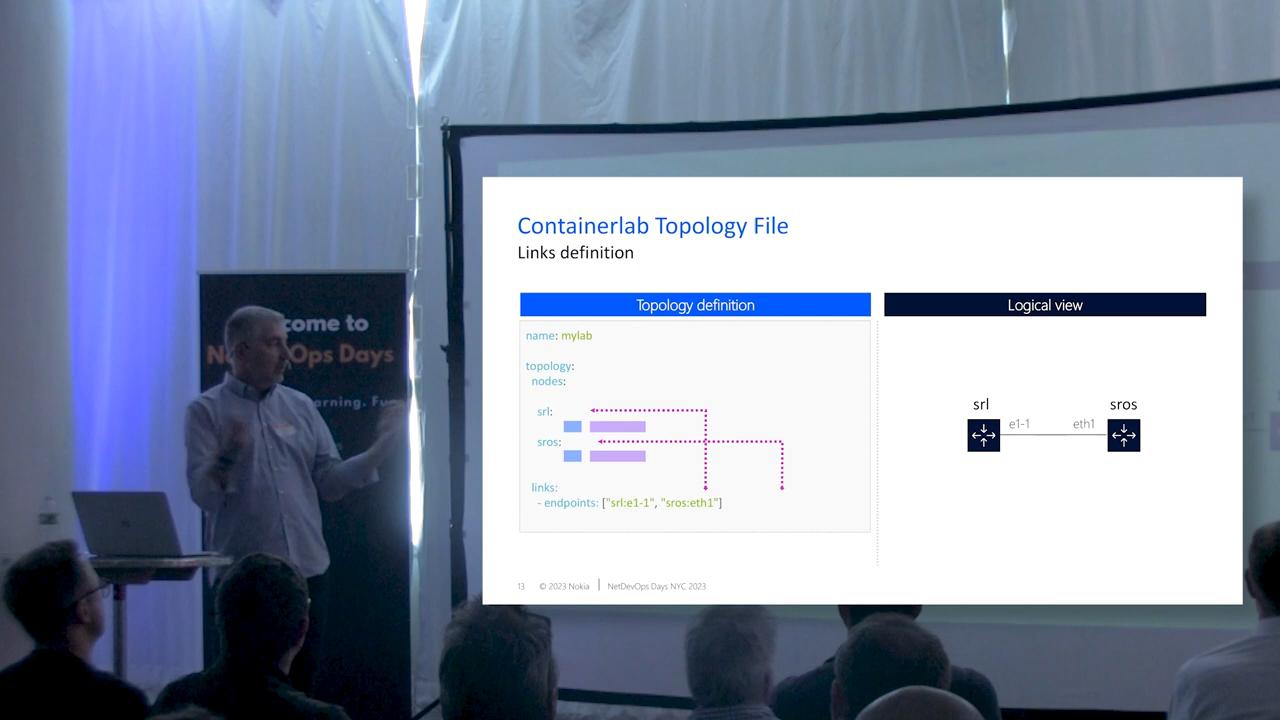 come to
Ops Days
arning. Fu
Containerlab Topology File
Links definition
Topology definition
name: mylab
topology:
nodes:
srl:
sros:
links:
- endpoints: ["srl:e1-1", "sros:eth1"]
Logical view
srl
sros
e1-1
eth1
13 © 2023 Nokia | NetDevOps Days NYC 2023